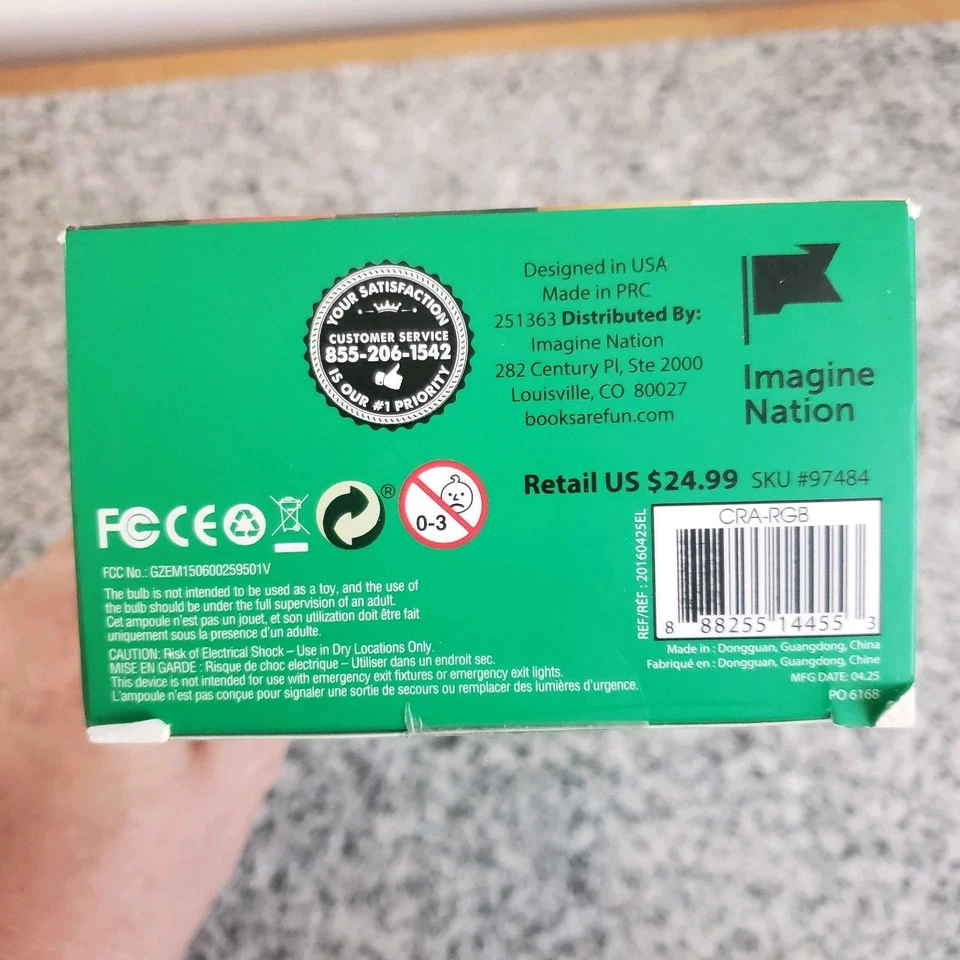 YOUR SATISFACTION
CUSTOMER SERVICE
855-206-1542
IS OUR #1 PRIORITY
Designed in USA
Made in PRC
251363 Distributed By:
Imagine Nation
282 Century Pl, Ste 2000
Louisville, CO 80027
booksarefun.com
Imagine
Nation
Retail US $24.99 SKU #97484
FC CE ® 0-3
FCC No.: GZEM150600259501V
The bulb is not intended to be used as a toy, and the use of
the bulb should be under the full supervision of an adult.
Cet ampoule n'est pas un jouet, et son utilization doit être fait
uniquement sous la presence d'un adulte.
CAUTION: Risk of Electrical Shock – Use in Dry Locations Only.
MISE EN GARDE : Risque de choc electrique – Utiliser dans un endroit sec.
This device is not intended for use with emergency exit fixtures or emergency exit lights.
L'ampoule n'est pas conçue pour signaler une sortie de secours ou remplacer des lumières d'urgence.
REF/RÉF : 20160425EL
CRA-RGB
8 88255 14455 3
Made in : Dongguan, Guangdong, China
Fabriqué en : Dongguan, Guangdong, Chine
MFG DATE: 04.25
PO 6168